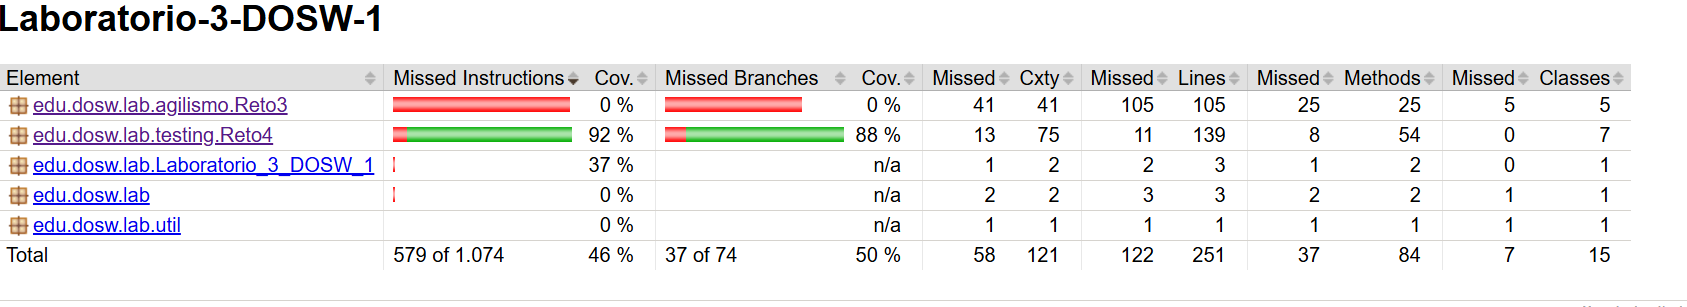 Laboratorio-3-DOSW-1
Element Missed Instructions Cov. Missed Branches Cov. Missed Cxty Missed Lines Missed Methods Missed Classes
edu.dosw.lab.agilismo.Reto3 0 % 0 % 41 41 105 105 25 25 5 5
edu.dosw.lab.testing.Reto4 92 % 88 % 13 75 11 139 8 54 0 7
edu.dosw.lab.Laboratorio_3_DOSW_1 37 % n/a 1 2 2 3 1 2 0 1
edu.dosw.lab 0 % n/a 2 2 3 3 2 2 1 1
edu.dosw.lab.util 0 % n/a 1 1 1 1 1 1 1 1
Total 579 of 1.074 46 % 37 of 74 50 % 58 121 122 251 37 84 7 15